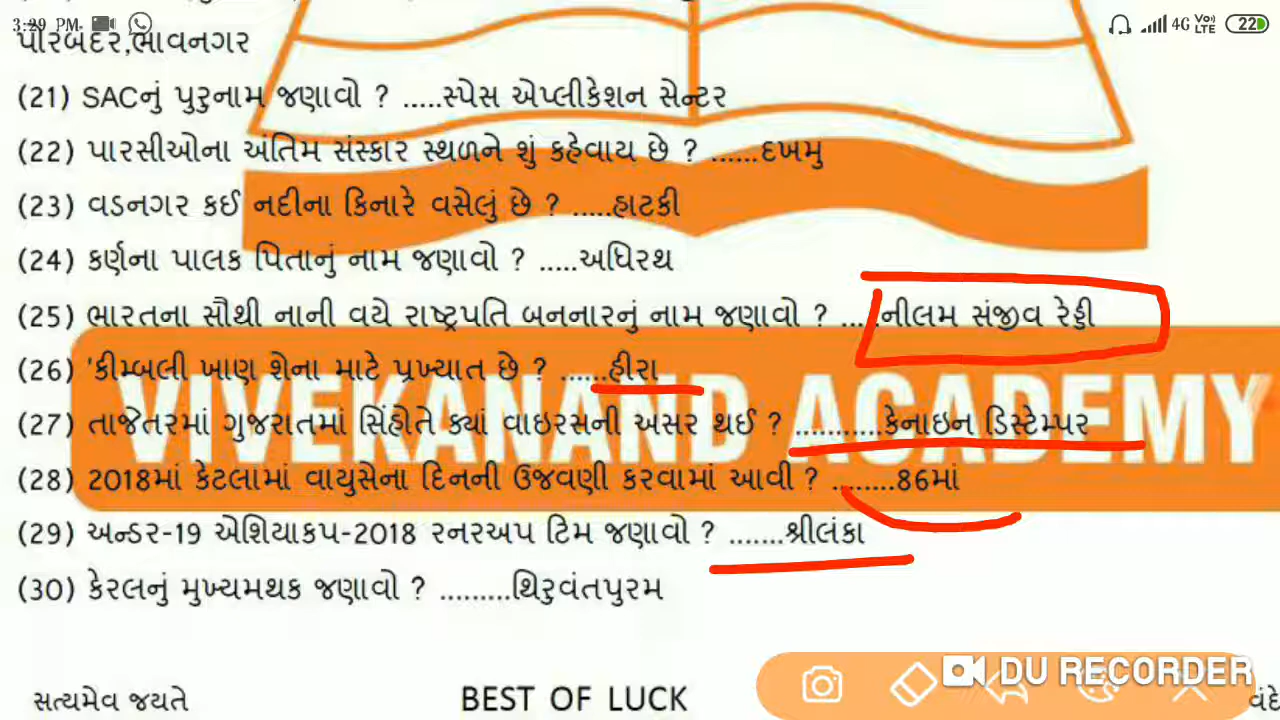 3:29 PM
4G VoLTE 22
પોરબંદર,ભાવનગર
(21) SACનું પુરુનામ જણાવો ? .....સ્પેસ એપ્લીકેશન સેન્ટર
(22) પારસીઓના અંતિમ સંસ્કાર સ્થળને શું કહેવાય છે ? ......દખમુ
(23) વડનગર કઈ નદીના કિનારે વસેલું છે ? .....હાટકી
(24) કર્ણના પાલક પિતાનું નામ જણાવો ? .....અધિરથ
(25) ભારતના સૌથી નાની વયે રાષ્ટ્રપતિ બનનારનું નામ જણાવો ? .....નીલમ સંજીવ રેડ્ડી
(26) 'કીમ્બલી ખાણ શેના માટે પ્રખ્યાત છે ? ......હીરા
VIVEKANAND ACADEMY
(27) તાજેતરમાં ગુજરાતમાં સિંહોતે ક્યાં વાઇરસની અસર થઈ ? ...........કેનાઇન ડિસ્ટેમ્પર
(28) 2018માં કેટલામાં વાયુસેના દિનની ઉજવણી કરવામાં આવી ? ........86માં
(29) અન્ડર-19 એશિયાકપ-2018 રનરઅપ ટિમ જણાવો ? .......શ્રીલંકા
(30) કેરલનું મુખ્યમથક જણાવો ? .........થિરુવંતપુરમ
સત્યમેવ જયતે BEST OF LUCK વંદે
DU RECORDER